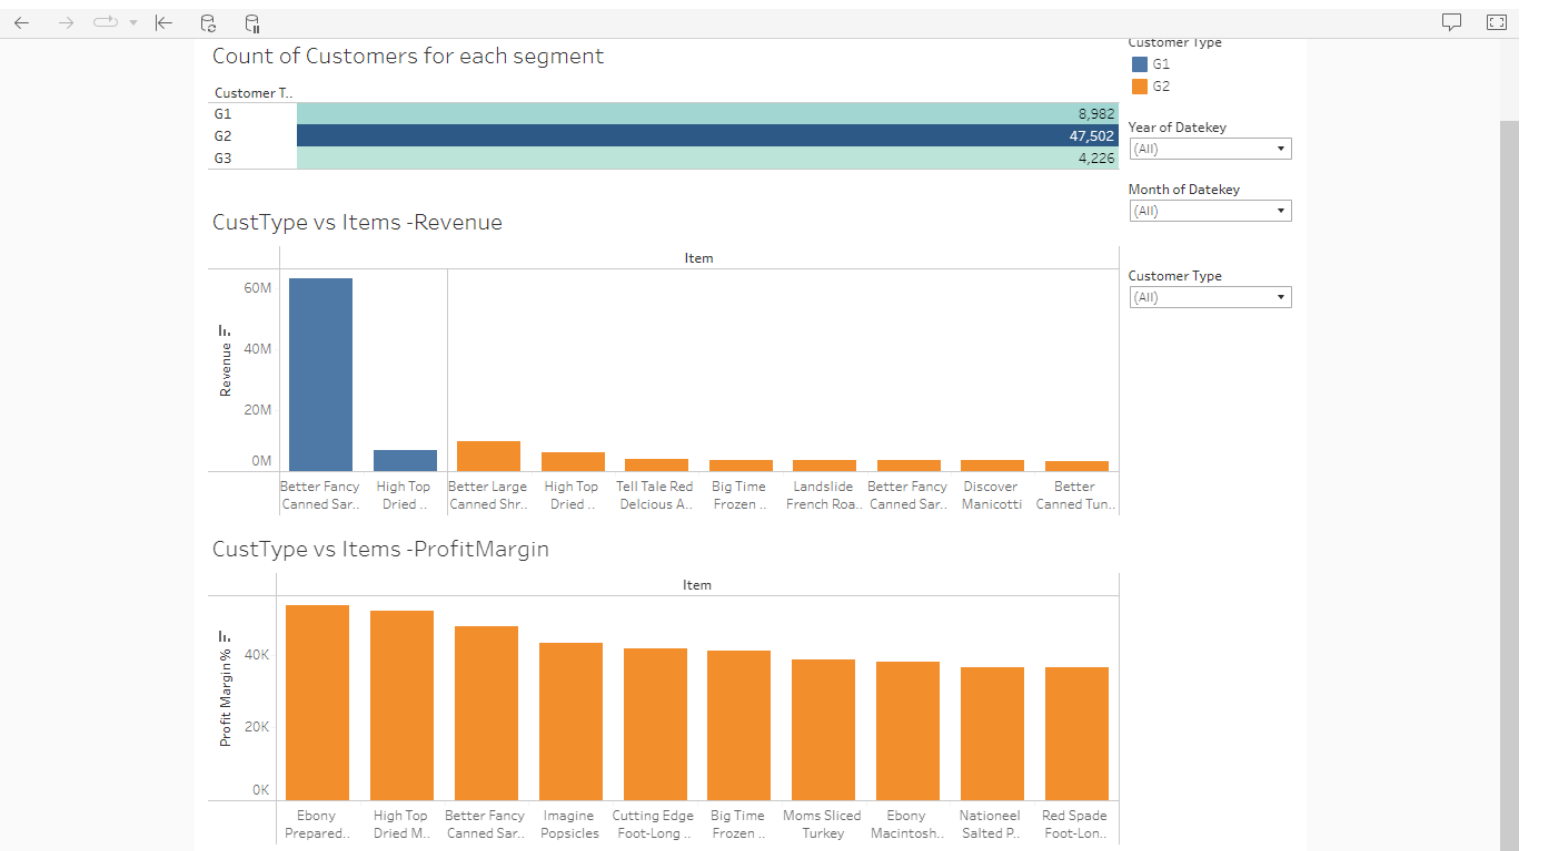 Count of Customers for each segment
Customer T..
G1 8,982
G2 47,502
G3 4,226
Customer Type
G1
G2
Year of Datekey
(All)
Month of Datekey
(All)
Customer Type
(All)
CustType vs Items -Revenue
Item
Revenue
60M
40M
20M
0M
Better Fancy Canned Sar..
High Top Dried ..
Better Large Canned Shr..
High Top Dried ..
Tell Tale Red Delcious A..
Big Time Frozen ..
Landslide French Roa..
Better Fancy Canned Sar..
Discover Manicotti
Better Canned Tun..
CustType vs Items -ProfitMargin
Item
Profit Margin%
40K
20K
0K
Ebony Prepared..
High Top Dried M..
Better Fancy Canned Sar..
Imagine Popsicles
Cutting Edge Foot-Long ..
Big Time Frozen ..
Moms Sliced Turkey
Ebony Macintosh..
Nationeel Salted P..
Red Spade Foot-Lon..